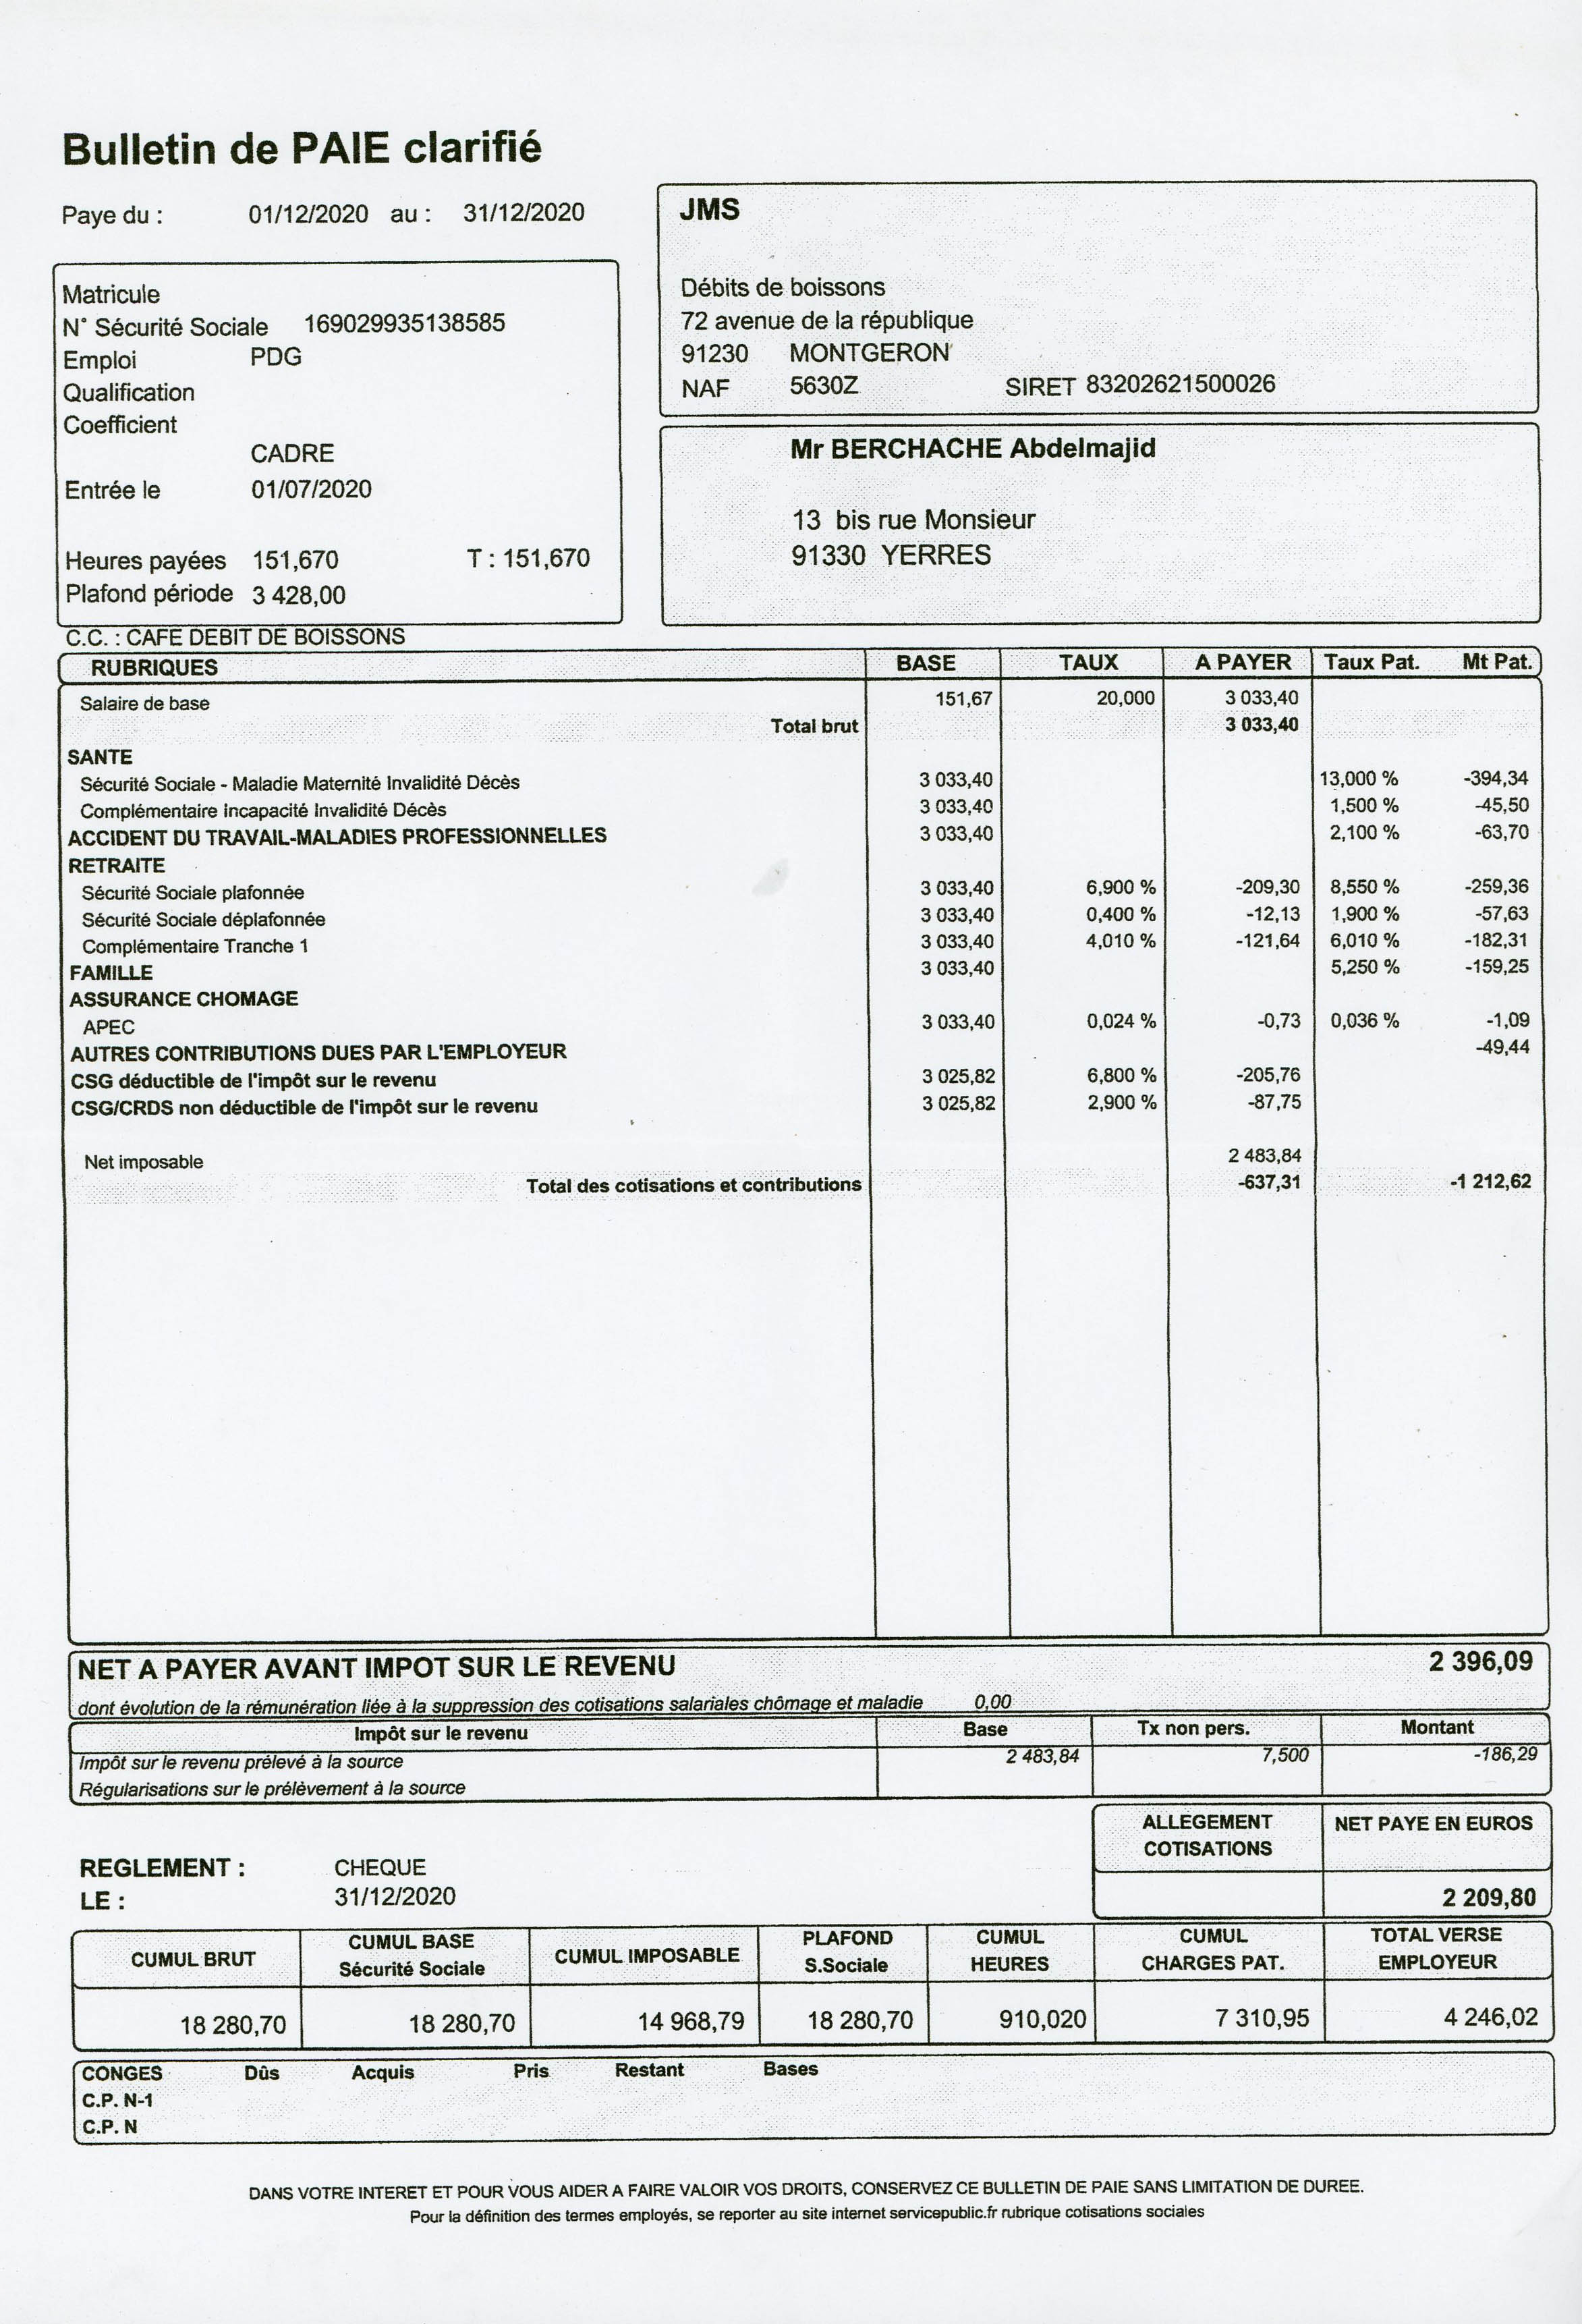 Bulletin de PAIE clarifié
Paye du : 01/12/2020 au : 31/12/2020
JMS
Débits de boissons
72 avenue de la république
91230 MONTGERON
NAF 5630Z SIRET 83202621500026
Matricule
N° Sécurité Sociale 169029935138585
Emploi PDG
Qualification
Coefficient
CADRE
Entrée le 01/07/2020
Heures payées 151,670 T : 151,670
Plafond période 3 428,00
Mr BERCHACHE Abdelmajid
13 bis rue Monsieur
91330 YERRES
C.C. : CAFE DEBIT DE BOISSONS
RUBRIQUES BASE TAUX A PAYER Taux Pat. Mt Pat.
Salaire de base 151,67 20,000 3 033,40
Total brut 3 033,40
SANTE
Sécurité Sociale - Maladie Maternité Invalidité Décès 3 033,40 13,000 % -394,34
Complémentaire Incapacité Invalidité Décès 3 033,40 1,500 % -45,50
ACCIDENT DU TRAVAIL-MALADIES PROFESSIONNELLES 3 033,40 2,100 % -63,70
RETRAITE
Sécurité Sociale plafonnée 3 033,40 6,900 % -209,30 8,550 % -259,36
Sécurité Sociale déplafonnée 3 033,40 0,400 % -12,13 1,900 % -57,63
Complémentaire Tranche 1 3 033,40 4,010 % -121,64 6,010 % -182,31
FAMILLE 3 033,40 5,250 % -159,25
ASSURANCE CHOMAGE
APEC 3 033,40 0,024 % -0,73 0,036 % -1,09
AUTRES CONTRIBUTIONS DUES PAR L'EMPLOYEUR -49,44
CSG déductible de l'impôt sur le revenu 3 025,82 6,800 % -205,76
CSG/CRDS non déductible de l'impôt sur le revenu 3 025,82 2,900 % -87,75
Net imposable 2 483,84
Total des cotisations et contributions -637,31 -1 212,62
NET A PAYER AVANT IMPOT SUR LE REVENU 2 396,09
dont évolution de la rémunération liée à la suppression des cotisations salariales chômage et maladie 0,00
Impôt sur le revenu Base Tx non pers. Montant
Impôt sur le revenu prélevé à la source 2 483,84 7,500 -186,29
Régularisations sur le prélèvement à la source
ALLEGEMENT COTISATIONS NET PAYE EN EUROS
REGLEMENT : CHEQUE
LE : 31/12/2020 2 209,80
CUMUL BRUT CUMUL BASE Sécurité Sociale CUMUL IMPOSABLE PLAFOND S.Sociale CUMUL HEURES CUMUL CHARGES PAT. TOTAL VERSE EMPLOYEUR
18 280,70 18 280,70 14 968,79 18 280,70 910,020 7 310,95 4 246,02
CONGES Dûs Acquis Pris Restant Bases
C.P. N-1
C.P. N
DANS VOTRE INTERET ET POUR VOUS AIDER A FAIRE VALOIR VOS DROITS, CONSERVEZ CE BULLETIN DE PAIE SANS LIMITATION DE DUREE.
Pour la définition des termes employés, se reporter au site internet servicepublic.fr rubrique cotisations sociales